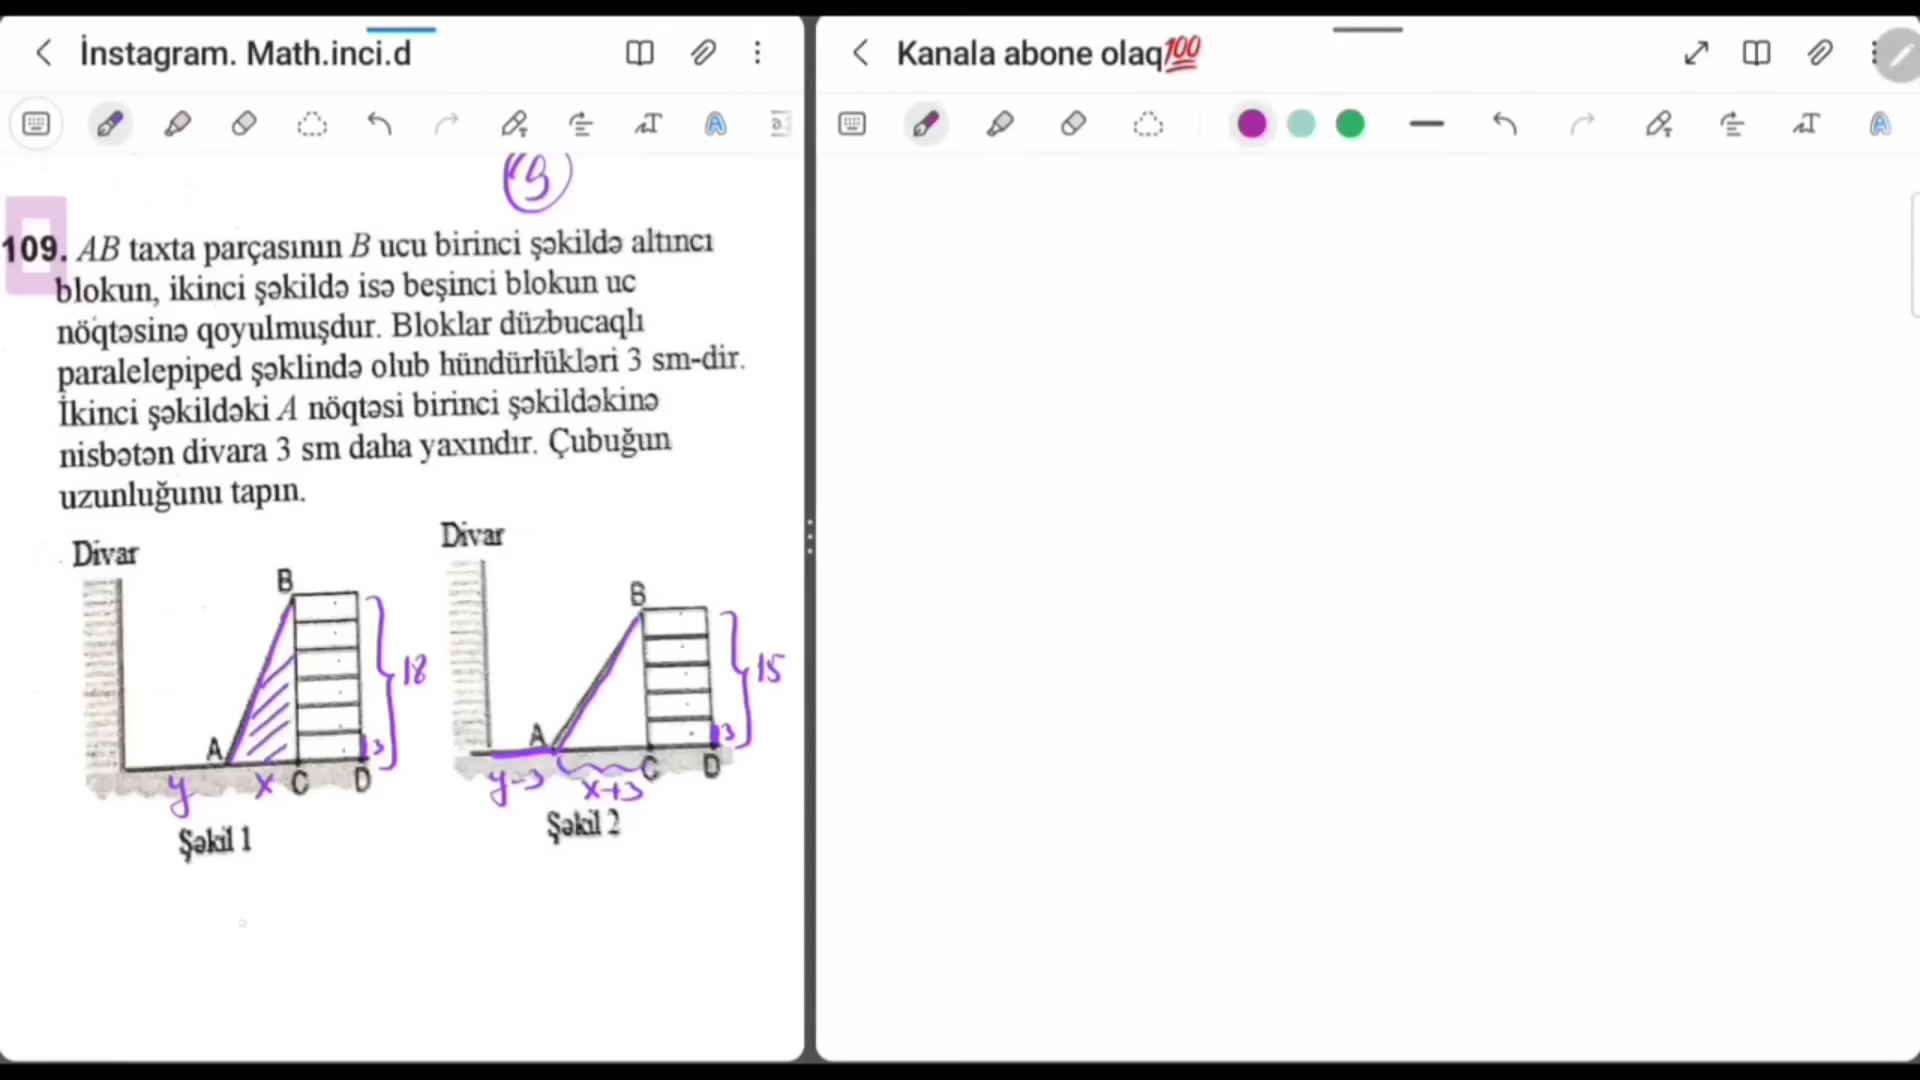 İnstagram. Math.inci.d
Kanala abone olaq💯
109. AB taxta parçasının B ucu birinci şəkildə altıncı
blokun, ikinci şəkildə isə beşinci blokun uc
nöqtəsinə qoyulmuşdur. Bloklar düzbucaqlı
paralelepiped şəklində olub hündürlükləri 3 sm-dir.
İkinci şəkildəki A nöqtəsi birinci şəkildəkinə
nisbətən divara 3 sm daha yaxındır. Çubuğun
uzunluğunu tapın.
Divar
B
18
A
3
y
x
C
D
Şəkil 1
Divar
B
15
A
3
y-3
x+3
C
D
Şəkil 2